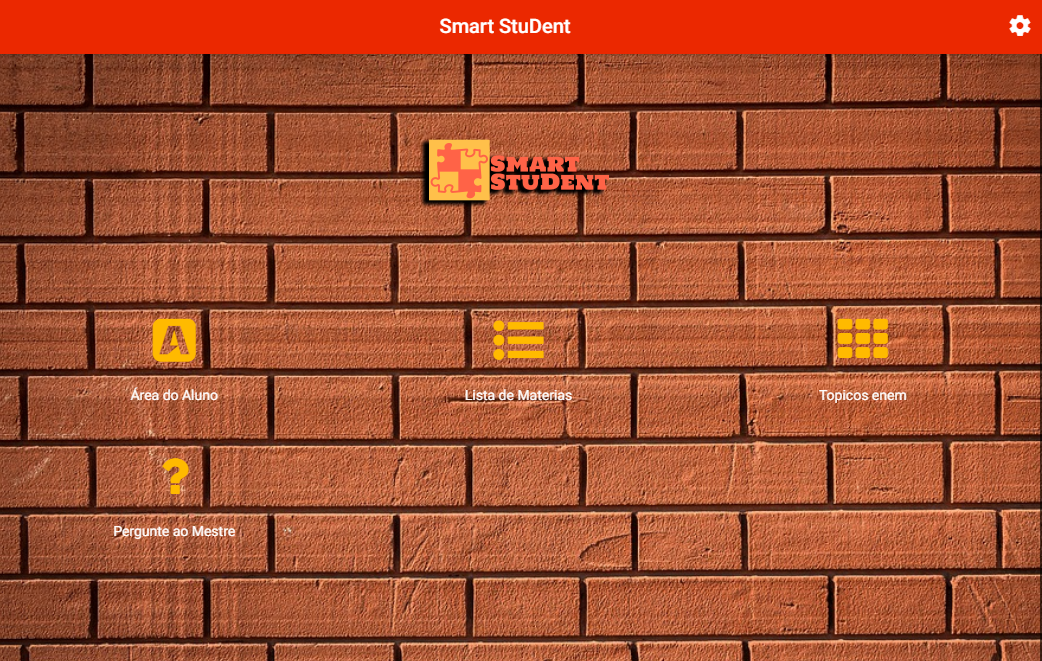 Smart StuDent
SMART
STUDENT
Área do Aluno
Lista de Materias
Topicos enem
Pergunte ao Mestre